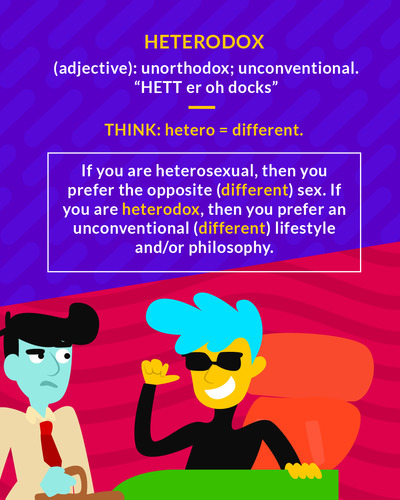 HETERODOX
(adjective): unorthodox; unconventional.
“HETT er oh docks”
THINK: hetero = different.
If you are heterosexual, then you
prefer the opposite (different) sex. If
you are heterodox, then you prefer an
unconventional (different) lifestyle
and/or philosophy.